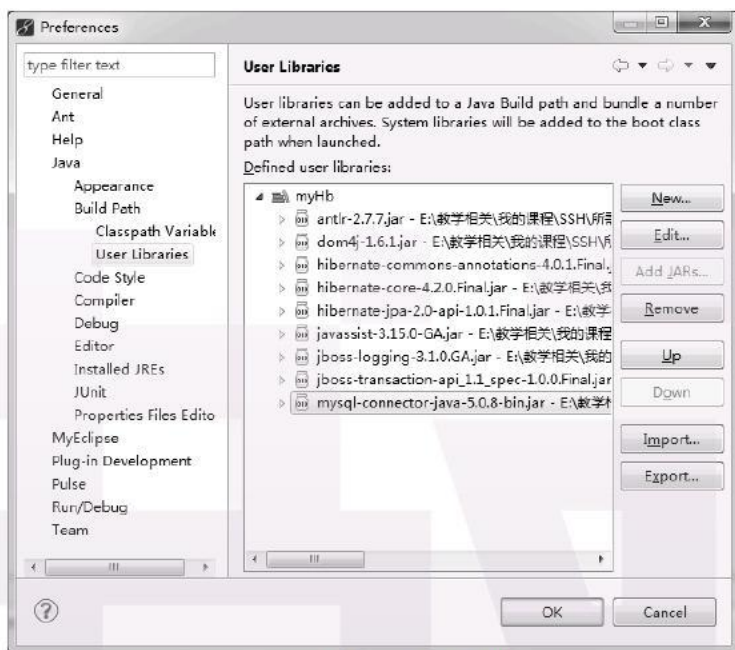 Preferences
type filter text
General
Ant
Help
Java
Appearance
Build Path
Classpath Variabl
User Libraries
Code Style
Compiler
Debug
Editor
Installed JREs
JUnit
Properties Files Edito
MyEclipse
Plug-in Development
Pulse
Run/Debug
Team
User Libraries
User libraries can be added to a Java Build path and bundle a number
of external archives. System libraries will be added to the boot class
path when launched.
Defined user libraries:
myHb
antlr-2.7.7.jar - E:\教学相关\我的课程\SSH\所
dom4j-1.6.1.jar - E:\教学相关\我的课程\SSH\
hibernate-commons-annotations-4.0.1.Final.
hibernate-core-4.2.0.Final.jar - E:\教学相关\
hibernate-jpa-2.0-api-1.0.1.Final.jar - E:\教学
javassist-3.15.0-GA.jar - E:\教学相关\我的课程
jboss-logging-3.1.0.GA.jar - E:\教学相关\我的
jboss-transaction-api_1.1_spec-1.0.0.Final.jar
mysql-connector-java-5.0.8-bin.jar - E:\教学
New...
Edit...
Add JARs...
Remove
Up
Down
Import...
Export...
OK
Cancel